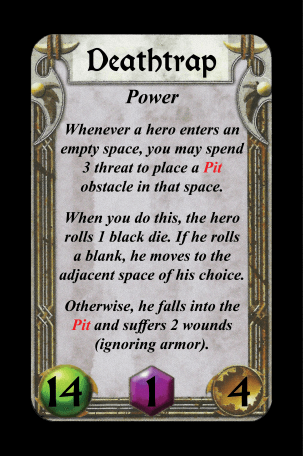 Deathtrap
Power
Whenever a hero enters an
empty space, you may spend
3 threat to place a Pit
obstacle in that space.
When you do this, the hero
rolls 1 black die. If he rolls
a blank, he moves to the
adjacent space of his choice.
Otherwise, he falls into the
Pit and suffers 2 wounds
(ignoring armor).
14 1 4